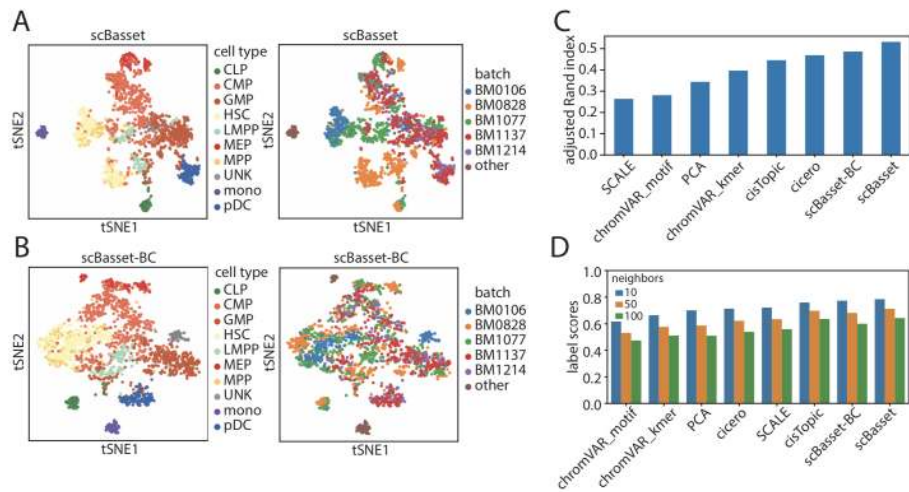 A
scBasset
tSNE2
tSNE1
cell type
CLP
CMP
GMP
HSC
LMPP
MEP
MPP
UNK
mono
pDC
scBasset
tSNE2
tSNE1
batch
BM0106
BM0828
BM1077
BM1137
BM1214
other
B
scBasset-BC
tSNE2
tSNE1
cell type
CLP
CMP
GMP
HSC
LMPP
MEP
MPP
UNK
mono
pDC
scBasset-BC
tSNE2
tSNE1
batch
BM0106
BM0828
BM1077
BM1137
BM1214
other
C
adjusted Rand index
0.5
0.4
0.3
0.2
0.1
0.0
SCALE
chromVAR_motif
PCA
chromVAR_kmer
cisTopic
cicero
scBasset-BC
scBasset
D
label scores
1.0
0.8
0.6
0.4
0.2
0.0
neighbors
10
50
100
chromVAR_motif
chromVAR_kmer
PCA
cicero
SCALE
cisTopic
scBasset-BC
scBasset